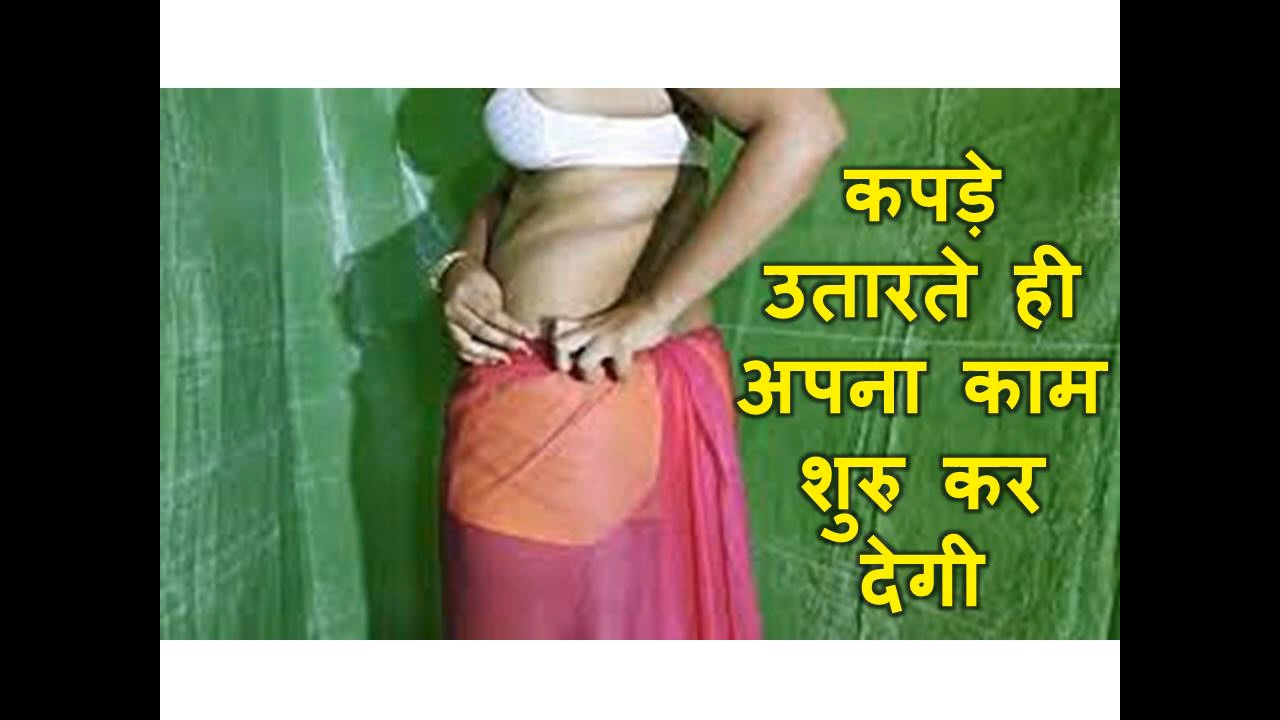 कपड़े
उतारते ही
अपना काम
शुरु कर
देगी